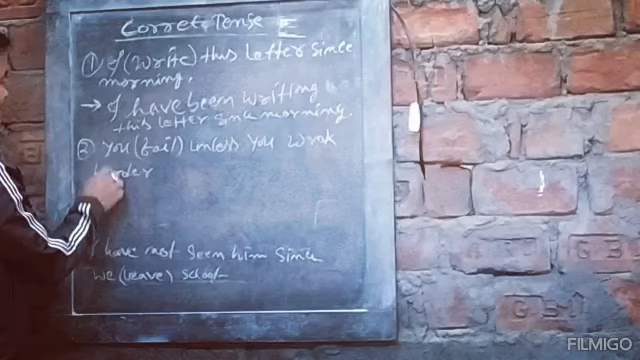 Correct Tense E
① I (write) this letter since
morning.
→ I have been writing
this letter since morning.
② You (fail) unless you wrok
harder
I have not seen him since
we (leave) school
FILMIGO